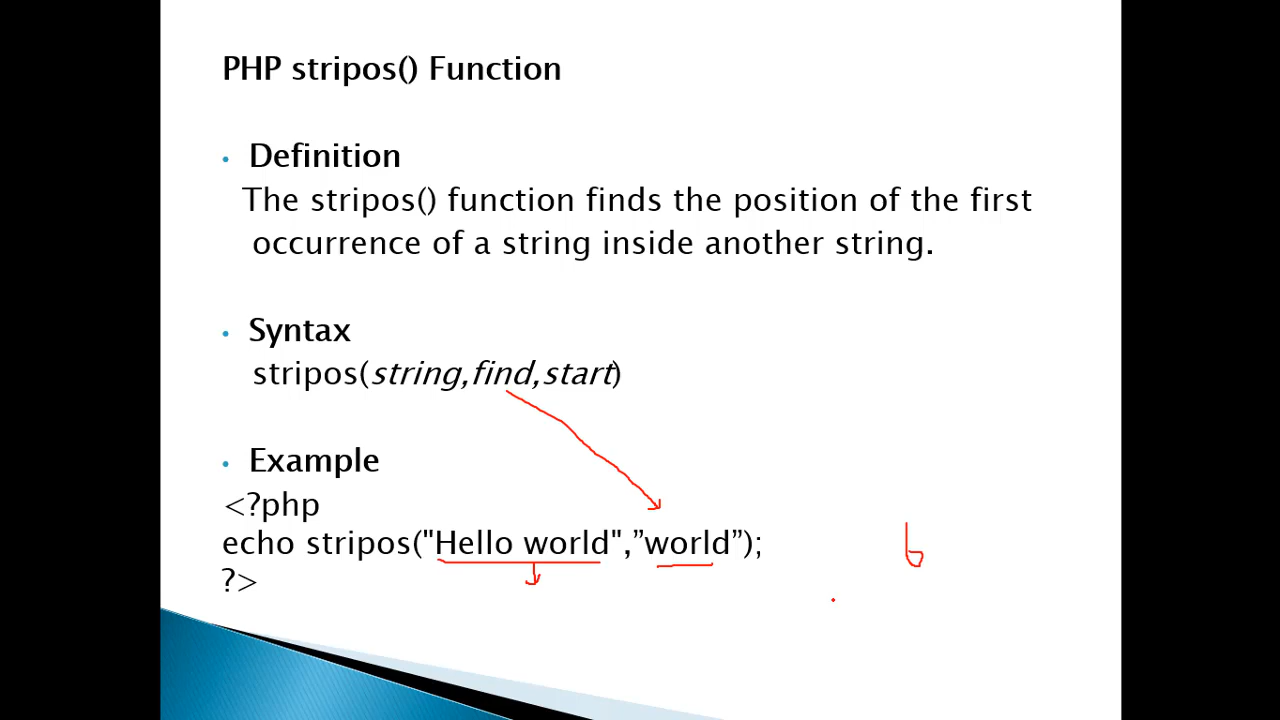 PHP stripos() Function
• Definition
The stripos() function finds the position of the first
occurrence of a string inside another string.
• Syntax
stripos(string,find,start)
• Example
<?php
echo stripos("Hello world",”world”);
6
?>